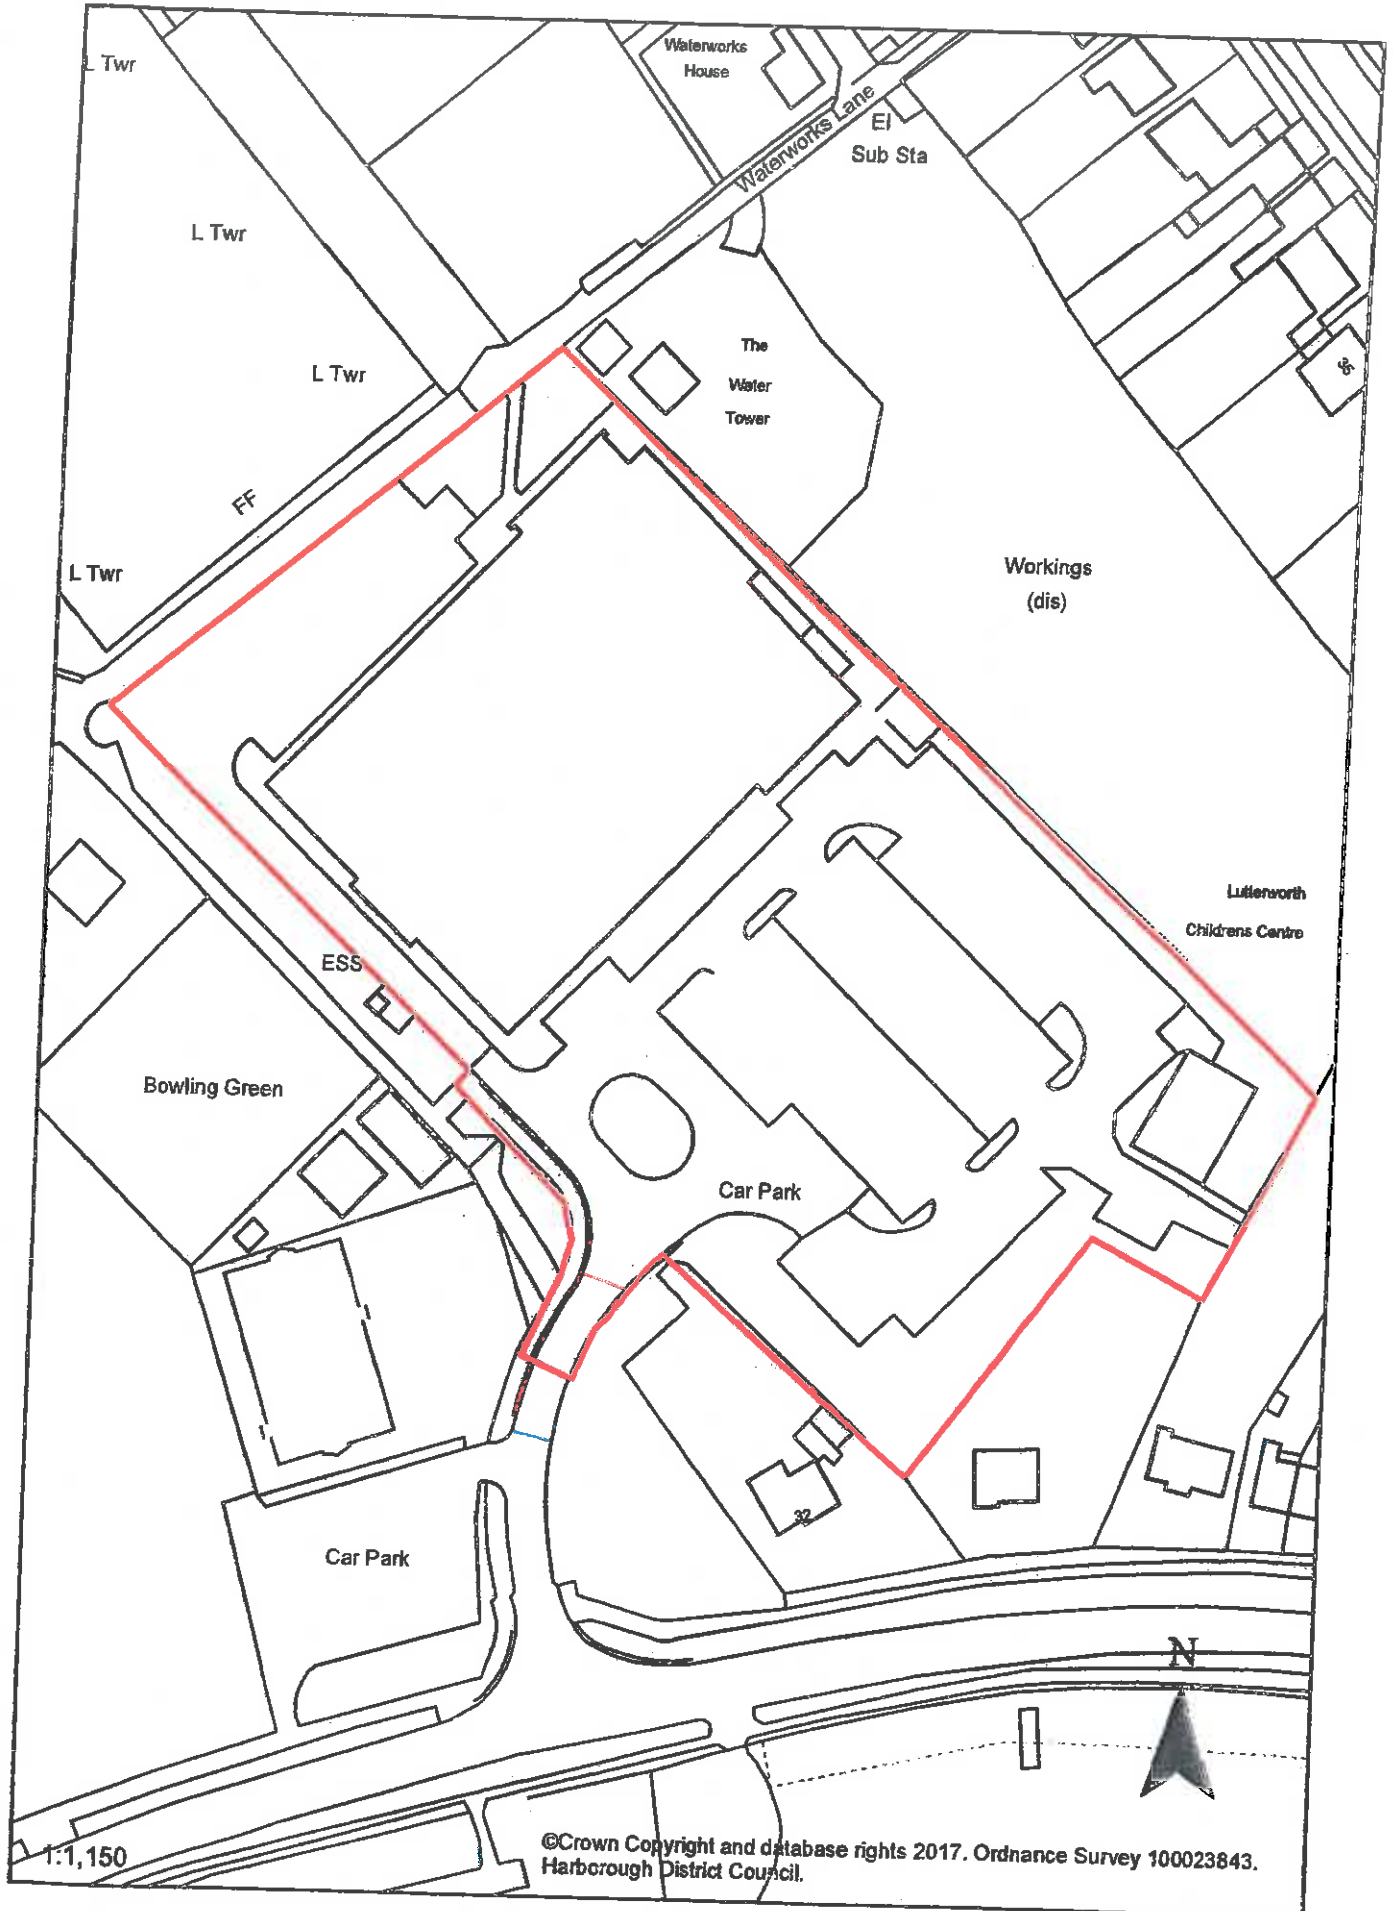 Waterworks
House
L Twr
Waterworks Lane
El
Sub Sta
L Twr
The
Water
Tower
36
L Twr
FF
L Twr
Workings
(dis)
Lutterworth
Childrens Centre
ESS
Bowling Green
Car Park
32
Car Park
N
1:1,150
©Crown Copyright and database rights 2017. Ordnance Survey 100023843.
Harborough District Council.